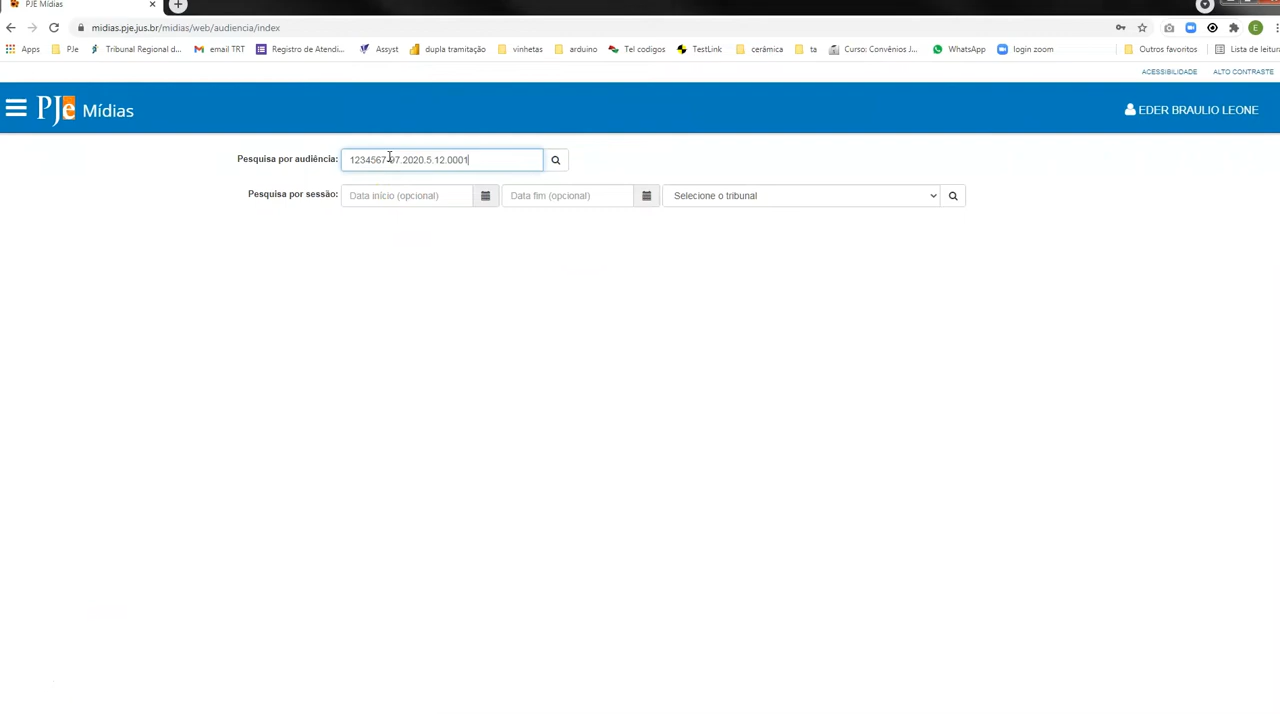 PJE Mídias
midias.pje.jus.br/midias/web/audiencia/index
Apps PJe Tribunal Regional d... email TRT Registro de Atendi... Assyst dupla tramitação vinhetas arduino Tel codigos TestLink cerâmica ta Curso: Convênios J... WhatsApp login zoom Outros favoritos Lista de leitura
ACESSIBILIDADE ALTO CONTRASTE
PJe Mídias EDER BRAULIO LEONE
Pesquisa por audiência: 1234567-97.2020.5.12.0001
Pesquisa por sessão: Data início (opcional) Data fim (opcional) Selecione o tribunal